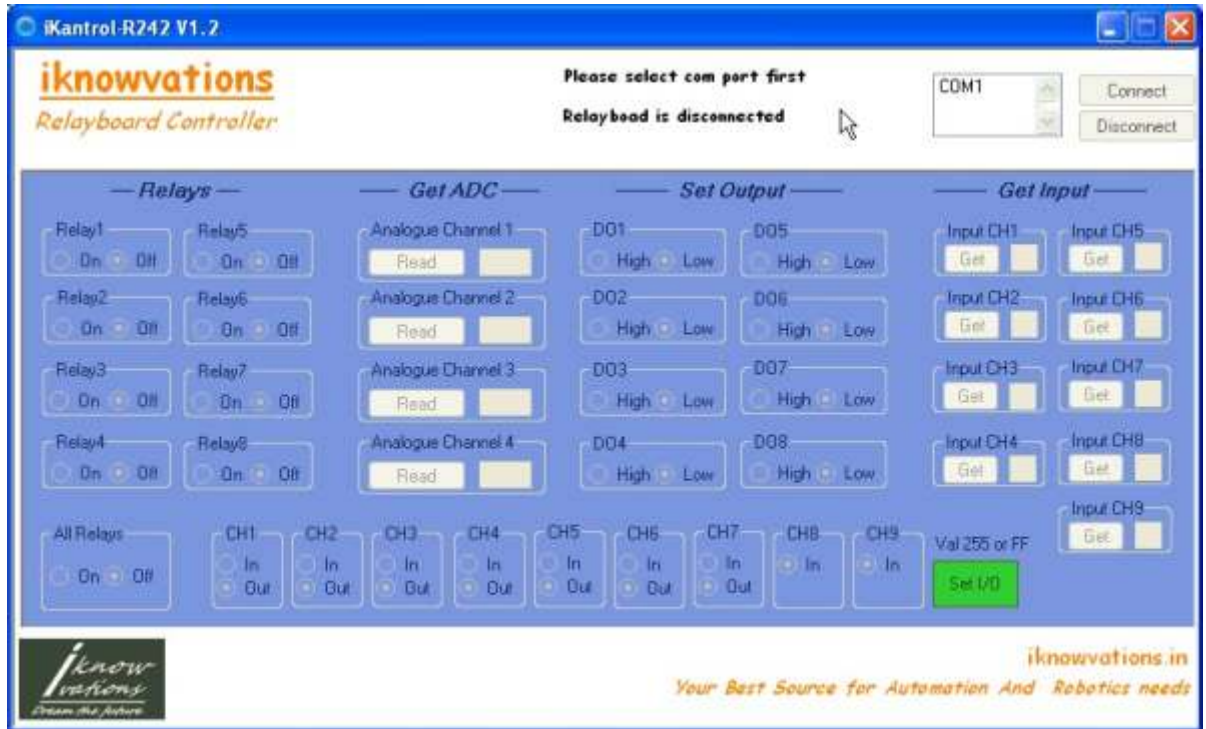 iKantrol-R242 V1.2
iknowvations
Relayboard Controller
Please select com port first
Relayboad is disconnected
COM1
Connect
Disconnect
Relays Get ADC Set Output Get Input
Relay1 Relay5 Analogue Channel 1 DO1 DO5 Input CH1 Input CH5
On Off On Off Read High Low High Low Get Get
Relay2 Relay6 Analogue Channel 2 DO2 DO6 Input CH2 Input CH6
On Off On Off Read High Low High Low Get Get
Relay3 Relay7 Analogue Channel 3 DO3 DO7 Input CH3 Input CH7
On Off On Off Read High Low High Low Get Get
Relay4 Relay8 Analogue Channel 4 DO4 DO8 Input CH4 Input CH8
On Off On Off Read High Low High Low Get Get
Input CH9
Get
All Relays CH1 CH2 CH3 CH4 CH5 CH6 CH7 CH8 CH9 Val 255 or FF
In In In In In In In In In
On Off Out Out Out Out Out Out Out Set I/O
iknow
vations
Dream the future
iknowvations.in
Your Best Source for Automation And Robotics needs